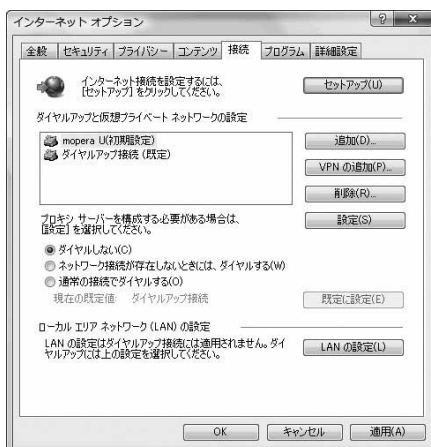 インターネット オプション
全般 セキュリティ プライバシー コンテンツ 接続 プログラム 詳細設定
インターネット接続を設定するには、
[セットアップ] をクリックしてください。
セットアップ(U)
ダイヤルアップと仮想プライベート ネットワークの設定
mopera U(初期設定)
ダイヤルアップ接続 (既定)
追加(D)...
VPN の追加(P)...
削除(R)...
プロキシ サーバーを構成する必要がある場合は、
[設定] を選択してください。
設定(S)
ダイヤルしない(C)
ネットワーク接続が存在しないときには、ダイヤルする(W)
通常の接続でダイヤルする(O)
現在の既定値: ダイヤルアップ接続
既定に設定(E)
ローカル エリア ネットワーク (LAN) の設定
LAN の設定はダイヤルアップ接続には適用されません。ダイ
ヤルアップには上の設定を選択してください。
LAN の設定(L)
OK キャンセル 適用(A)